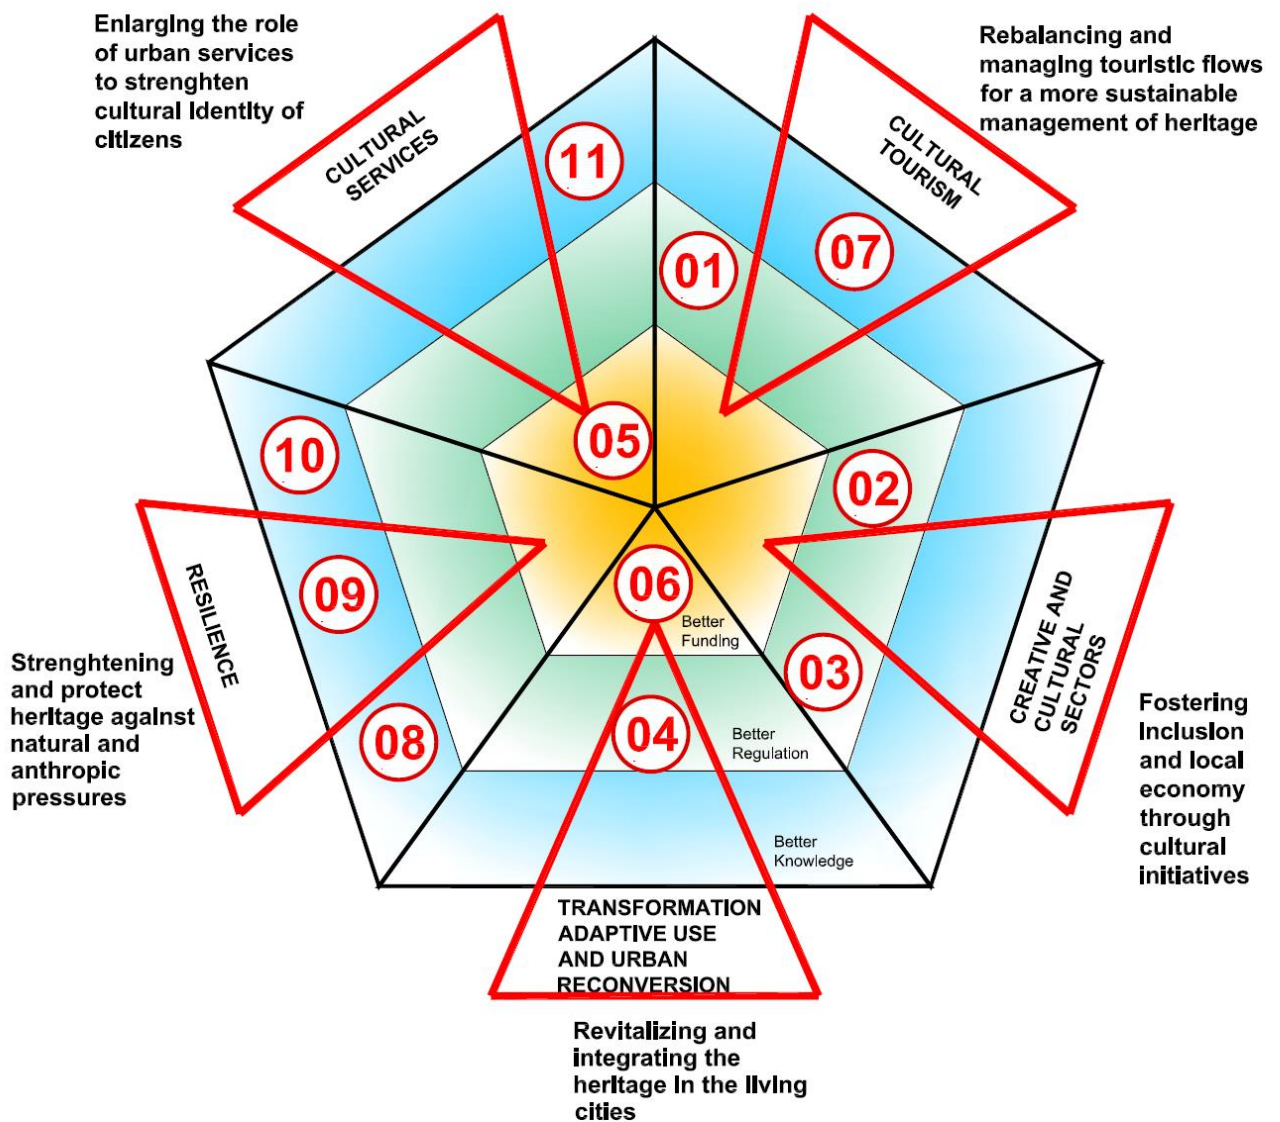 Enlarging the role
of urban services
to strenghten
cultural identity of
citizens
Rebalancing and
managing touristic flows
for a more sustainable
management of heritage
CULTURAL
SERVICES
CULTURAL
TOURISM
11
07
01
05
10
02
09
06
Better
Funding
03
08
04
Better
Regulation
Better
Knowledge
RESILIENCE
CREATIVE AND
CULTURAL
SECTORS
Strenghtening
and protect
heritage against
natural and
anthropic
pressures
Fostering
inclusion
and local
economy
through
cultural
initiatives
TRANSFORMATION
ADAPTIVE USE
AND URBAN
RECONVERSION
Revitalizing and
integrating the
heritage in the living
cities